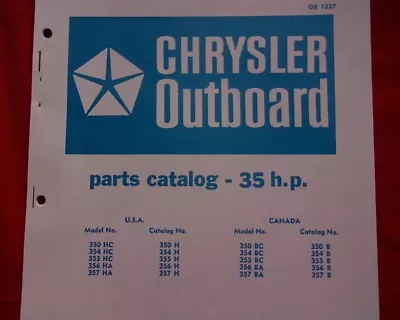 OB 1227
CHRYSLER
Outboard
parts catalog - 35 h.p.
U.S.A. CANADA
Model No. Catalog No. Model No. Catalog No.
350 HC 350 H 350 BC 350 B
354 HC 354 H 354 BC 354 B
355 HC 355 H 355 BC 355 B
356 HA 356 H 356 BA 356 B
357 HA 357 H 357 BA 357 B